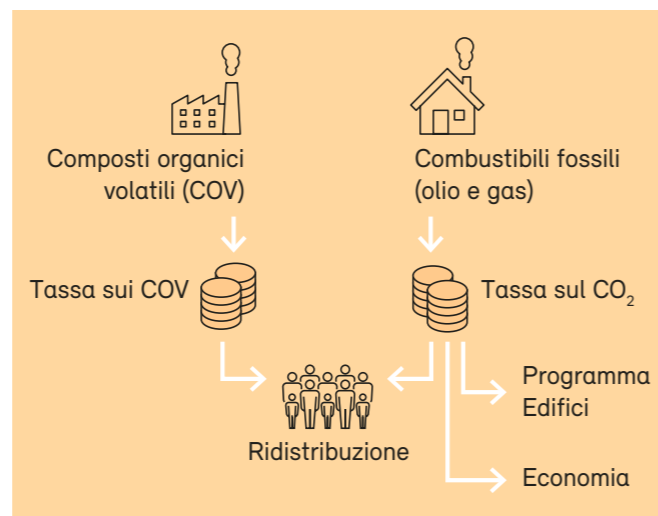 Composti organici
volatili (COV)
Combustibili fossili
(olio e gas)
Tassa sui COV
Tassa sul CO₂
Programma
Edifici
Ridistribuzione
Economia